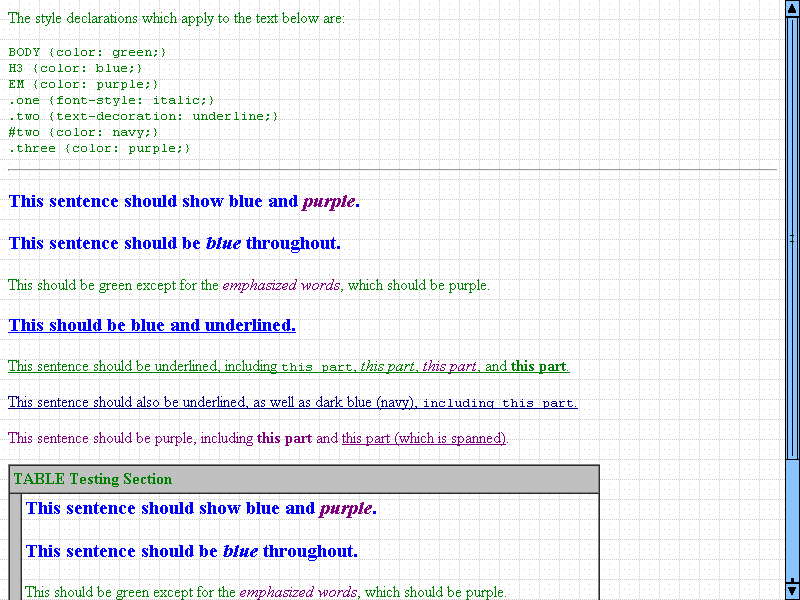 The style declarations which apply to the text below are:
BODY {color: green;}
H3 {color: blue;}
EM {color: purple;}
.one {font-style: italic;}
.two {text-decoration: underline;}
#two {color: navy;}
.three {color: purple;}
This sentence should show blue and purple.
This sentence should be blue throughout.
This should be green except for the emphasized words, which should be purple.
This should be blue and underlined.
This sentence should be underlined, including this part, this part, this part, and this part.
This sentence should also be underlined, as well as dark blue (navy), including this part.
This sentence should be purple, including this part and this part (which is spanned).
TABLE Testing Section
This sentence should show blue and purple.
This sentence should be blue throughout.
This should be green except for the emphasized words, which should be purple.